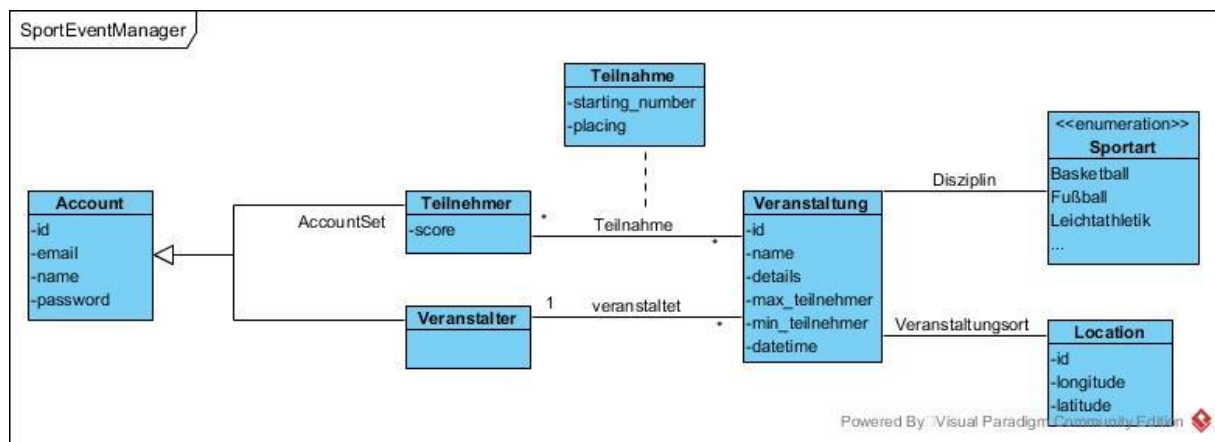 SportEventManager
Teilnahme
-starting_number
-placing
<<enumeration>>
Sportart
Basketball
Fußball
Leichtathletik
...
Disziplin
Account
-id
-email
-name
-password
AccountSet
Teilnehmer
-score
*
Teilnahme
*
Veranstaltung
-id
-name
-details
-max_teilnehmer
-min_teilnehmer
-datetime
Veranstalter
1
veranstaltet
*
Veranstaltungsort
Location
-id
-longitude
-latitude
Powered By Visual Paradigm Community Edition